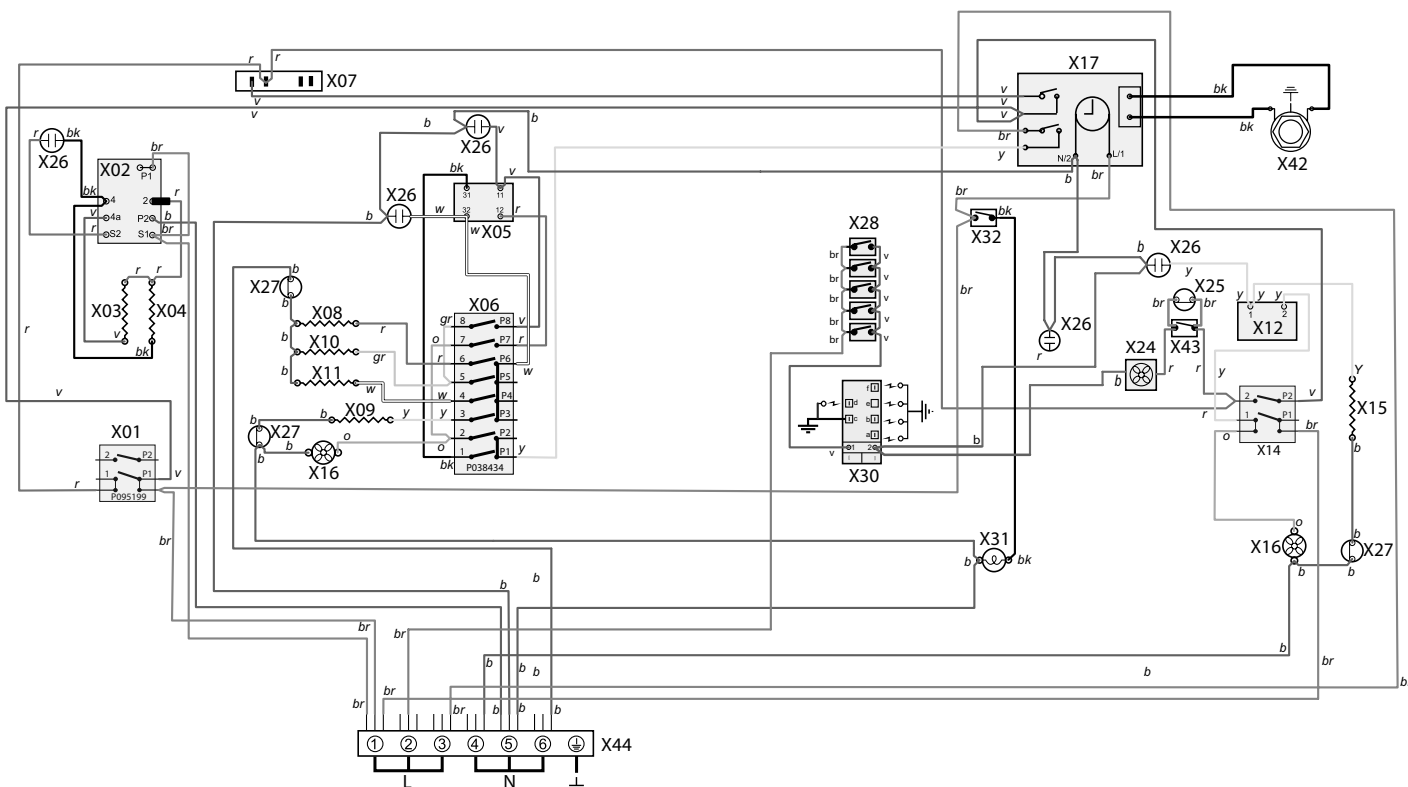 r
r
X07
v
v
X17
v
v
v
br
y
N/2
L/1
b
br
bk
bk
X42
r
bk
X26
X02
br
P1
bk
4
2
r
v
4a
P2
b
r
S2
S1
br
r
r
X03
X04
v
bk
b
b
v
X26
bk
v
31
11
X26
b
w
32
12
r
w
X05
br
bk
X32
br
X28
br
v
br
v
br
v
br
v
br
v
b
X26
y
X25
br
br
X43
y
y
y
1
2
X12
X26
r
X24
b
r
r
y
r
o
2
P2
v
1
P1
br
X14
Y
X15
b
b
X27
b
X08
r
X10
gr
X11
w
X06
gr
8
P8
v
o
7
P7
r
r
6
P6
w
5
P5
w
4
P4
b
X09
y
y
3
P3
2
P2
o
o
1
P1
y
bk
P038434
X27
b
b
X16
f
d
e
c
b
a
1
2
v
b
X30
r
v
X01
2
P2
1
P1
v
r
P095199
br
X31
b
bk
o
X16
b
b
X27
b
b
b
br
br
b
b
b
b
br
b
br
br
br
b
b
b
1
2
3
4
5
6
X44
L
N